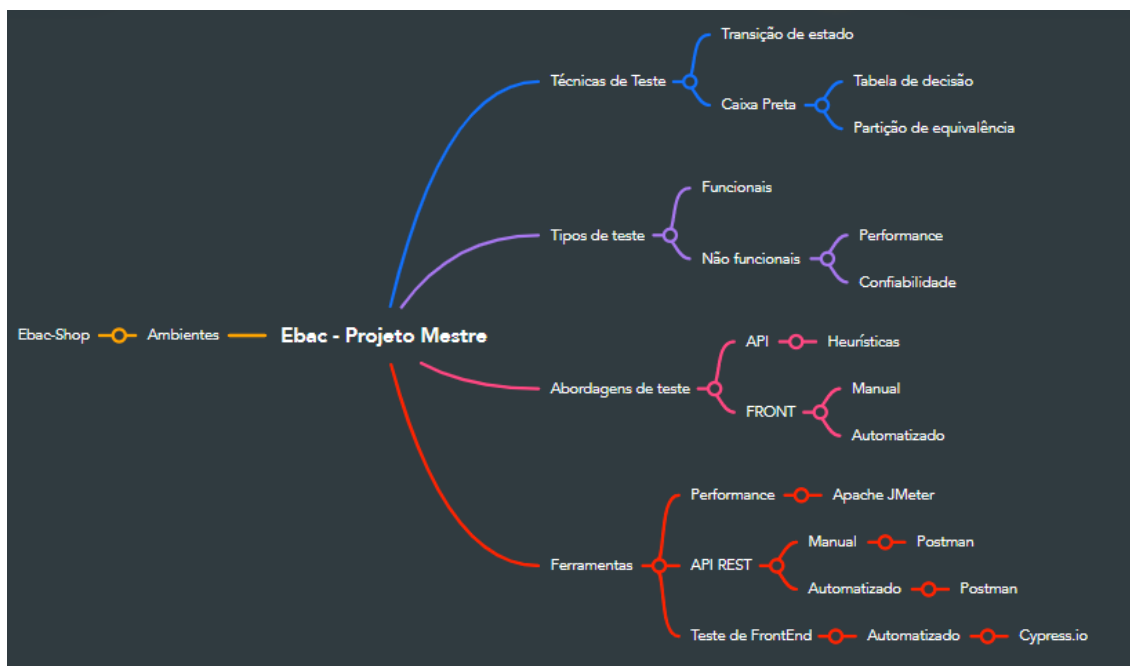 Transição de estado
Técnicas de Teste
Tabela de decisão
Caixa Preta
Partição de equivalência
Funcionais
Tipos de teste
Performance
Não funcionais
Confiabilidade
Ebac-Shop
Ambientes
Ebac - Projeto Mestre
API
Heurísticas
Abordagens de teste
Manual
FRONT
Automatizado
Performance
Apache JMeter
Manual
Postman
Ferramentas
API REST
Automatizado
Postman
Teste de FrontEnd
Automatizado
Cypress.io